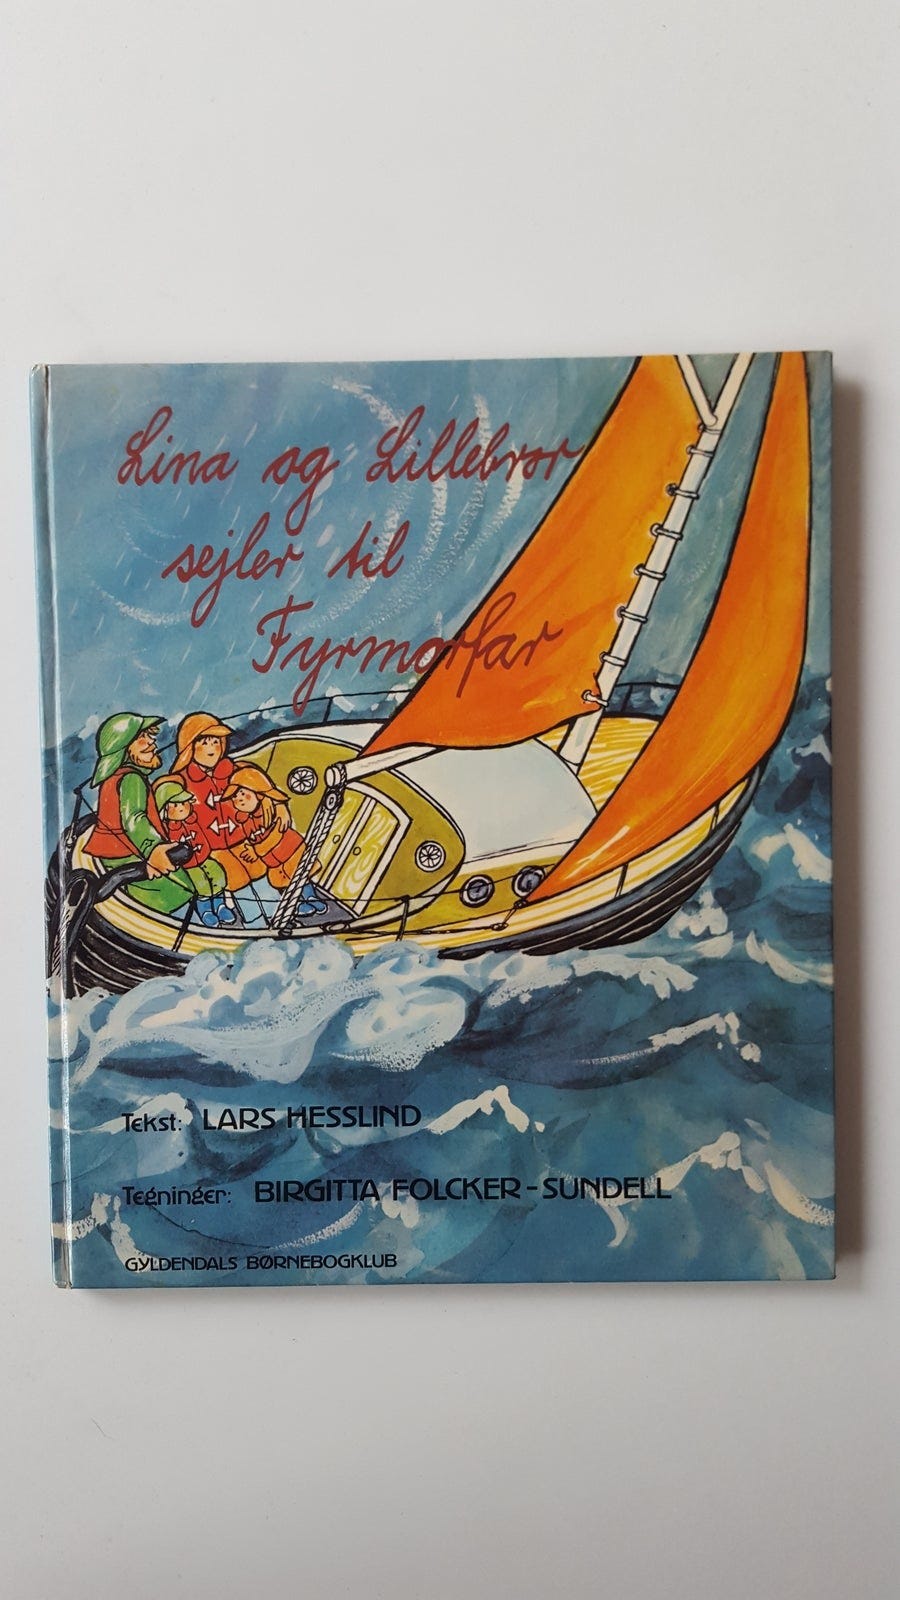 Lina og Lillebror
sejler til
Fyrmorfar
Tekst: LARS HESSLIND
Tegninger: BIRGITTA FOLCKER-SUNDELL
GYLDENDALS BØRNEBOGKLUB